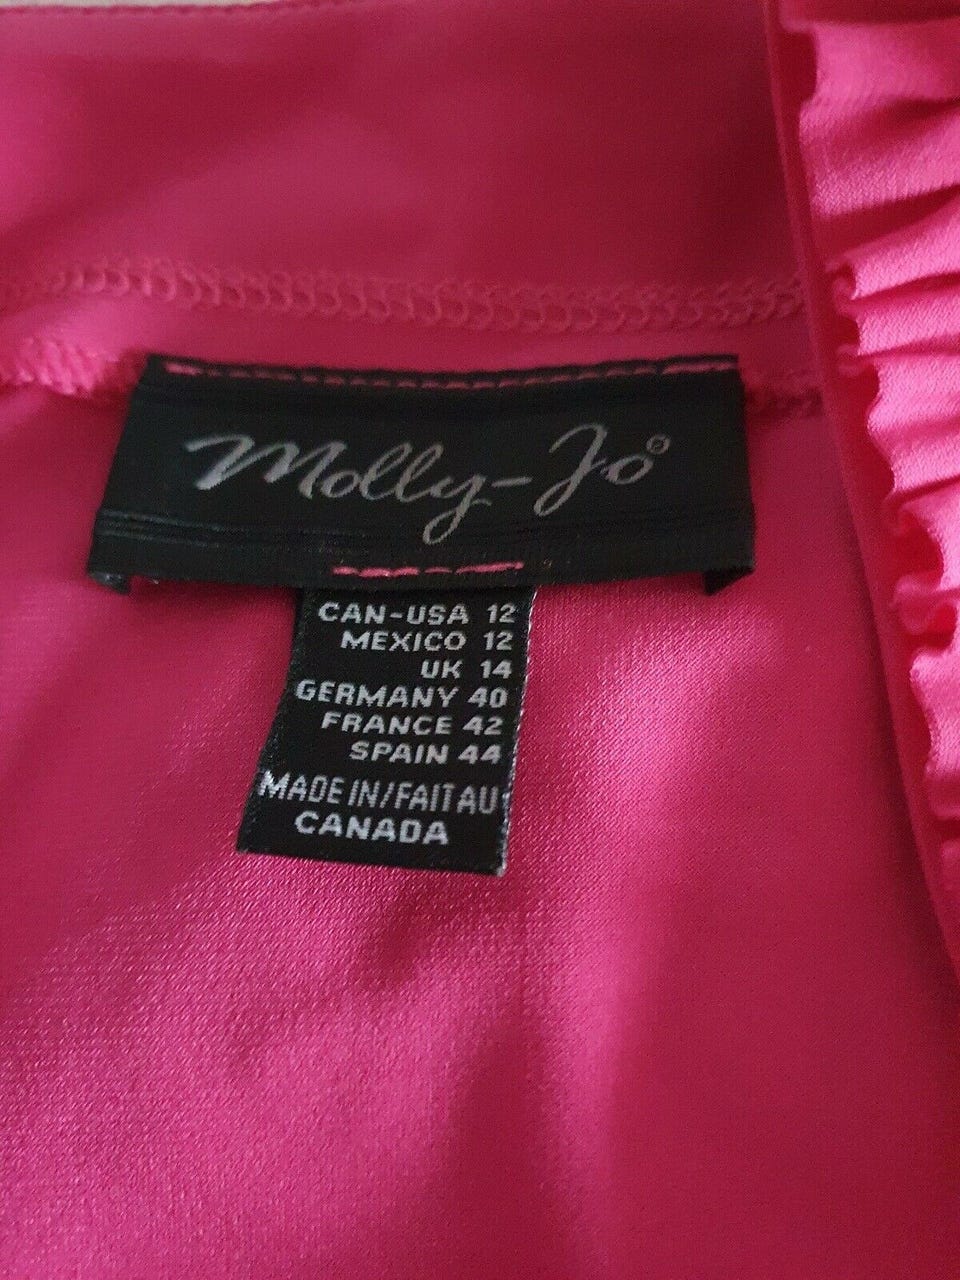 Molly-Jo®
CAN-USA 12
MEXICO 12
UK 14
GERMANY 40
FRANCE 42
SPAIN 44
MADE IN/FAIT AU
CANADA